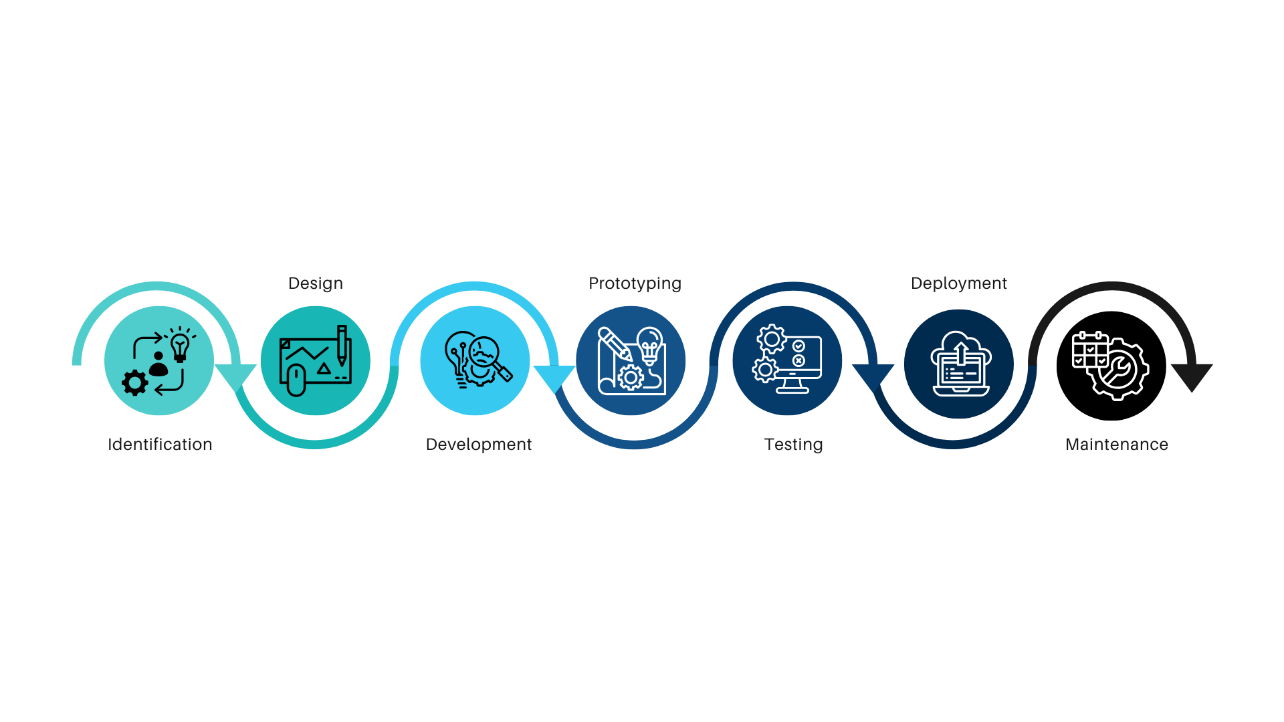 Identification
Design
Development
Prototyping
Testing
Deployment
Maintenance